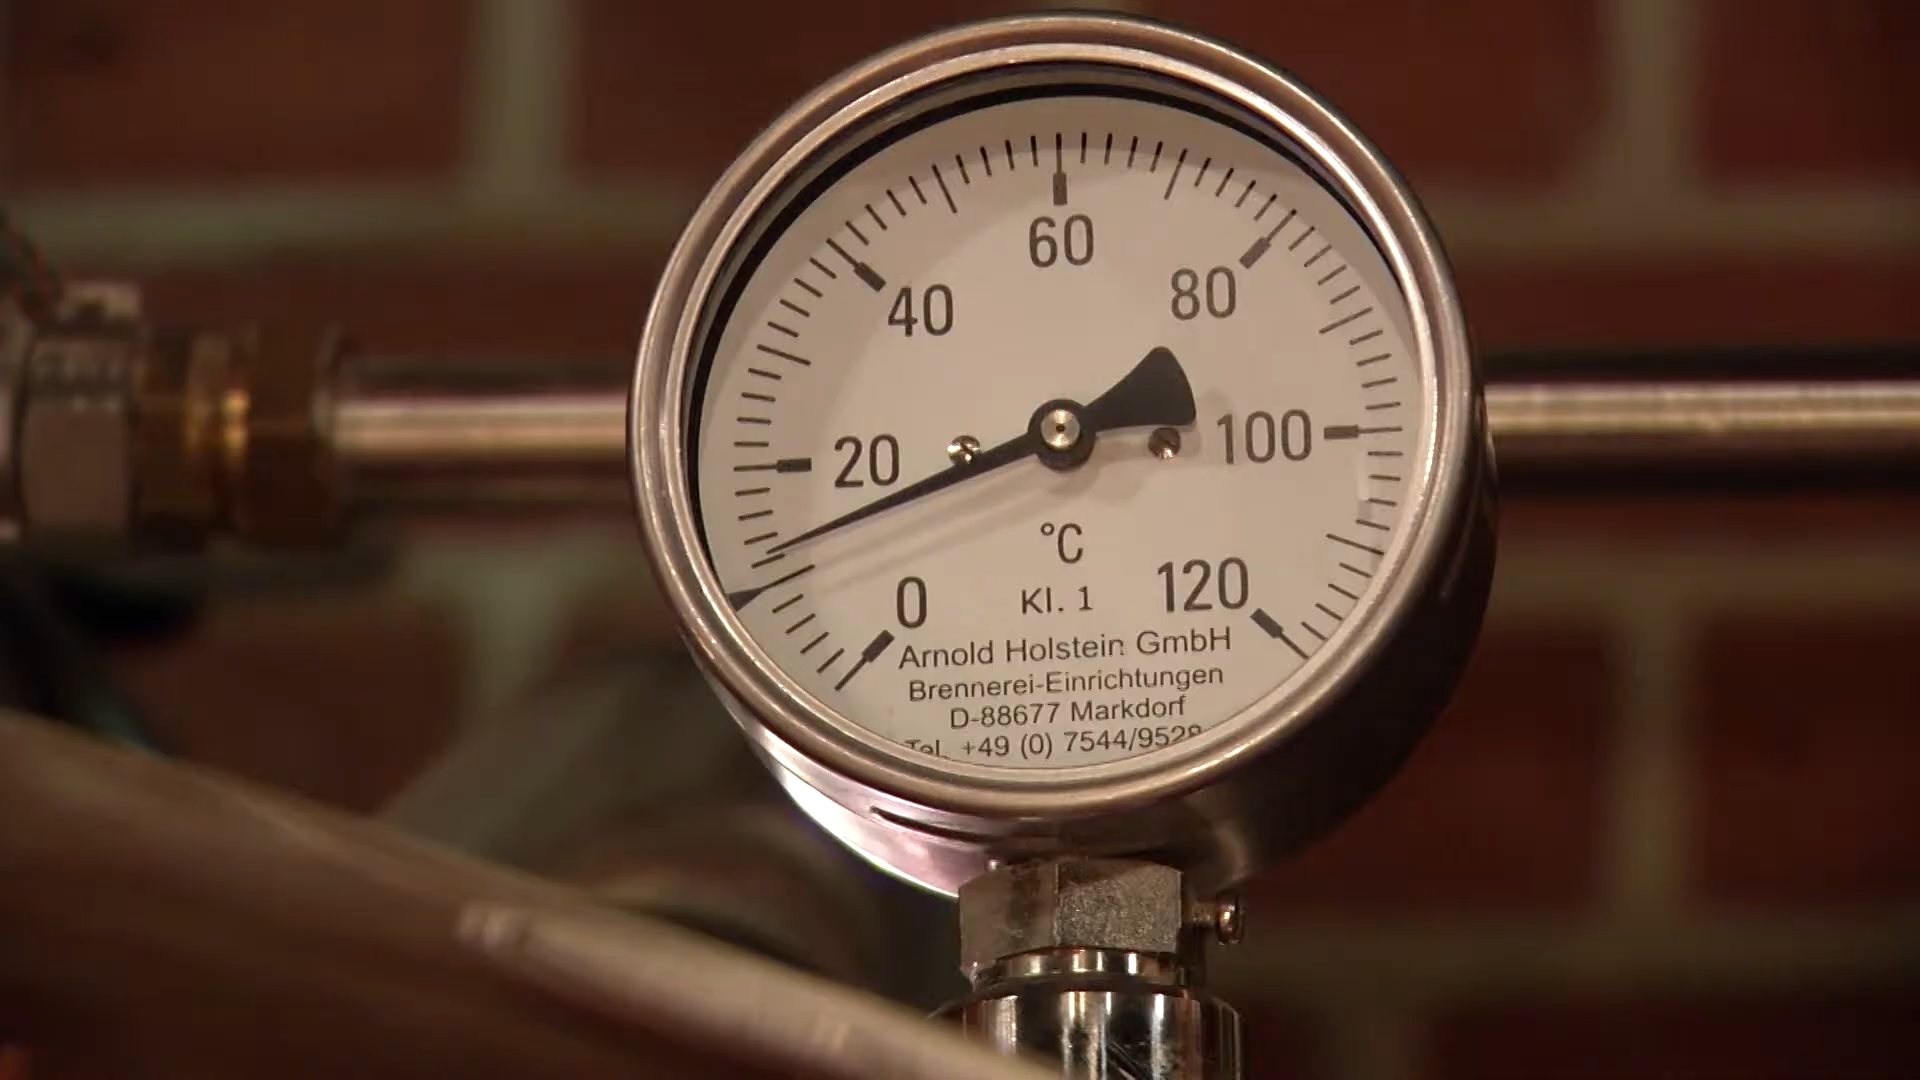 60
40
80
20
100
°C
0
Kl. 1
120
Arnold Holstein GmbH
Brennerei-Einrichtungen
D-88677 Markdorf
Tel. +49 (0) 7544/9528